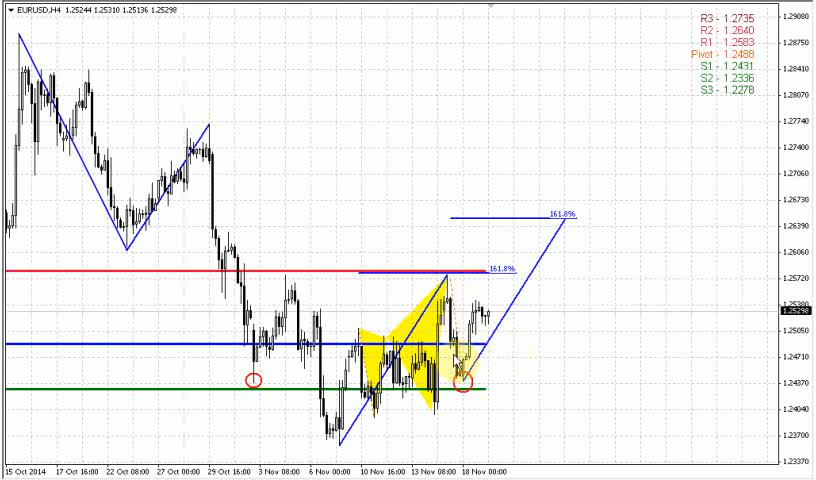 EURUSD,H4 1.25244 1.25310 1.25136 1.25298
R3 - 1.2735
R2 - 1.2640
R1 - 1.2583
Pivot - 1.2488
S1 - 1.2431
S2 - 1.2336
S3 - 1.2278
1.29080
1.28750
1.28410
1.28070
1.27740
1.27400
1.27060
1.26730
1.26390
1.26060
1.25720
1.25380
1.25298
1.25050
1.24710
1.24370
1.24040
1.23700
1.23370
161.8%
161.8%
15 Oct 2014 17 Oct 16:00 22 Oct 08:00 27 Oct 00:00 29 Oct 16:00 3 Nov 08:00 6 Nov 00:00 10 Nov 16:00 13 Nov 08:00 18 Nov 00:00